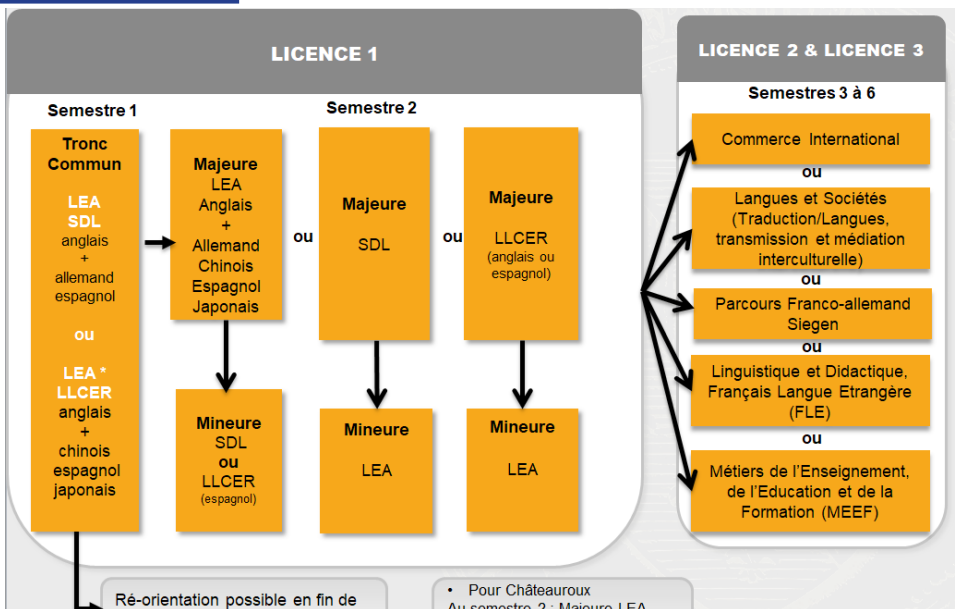 LICENCE 1
Semestre 1
Tronc
Commun
LEA
SDL
anglais
+
allemand
espagnol
ou
LEA *
LLCER
anglais
+
chinois
espagnol
japonais
Majeure
LEA
Anglais
+
Allemand
Chinois
Espagnol
Japonais
Mineure
SDL
ou
LLCER
(espagnol)
ou
Semestre 2
Majeure
SDL
Mineure
LEA
ou
Majeure
LLCER
(anglais ou
espagnol)
Mineure
LEA
LICENCE 2 & LICENCE 3
Semestres 3 à 6
Commerce International
ou
Langues et Sociétés
(Traduction/Langues,
transmission et médiation
interculturelle)
ou
Parcours Franco-allemand
Siegen
ou
Linguistique et Didactique,
Français Langue Etrangère
(FLE)
ou
Métiers de l'Enseignement,
de l'Education et de la
Formation (MEEF)
Ré-orientation possible en fin de
• Pour Châteauroux
Au semestre 2 : Majeure LEA